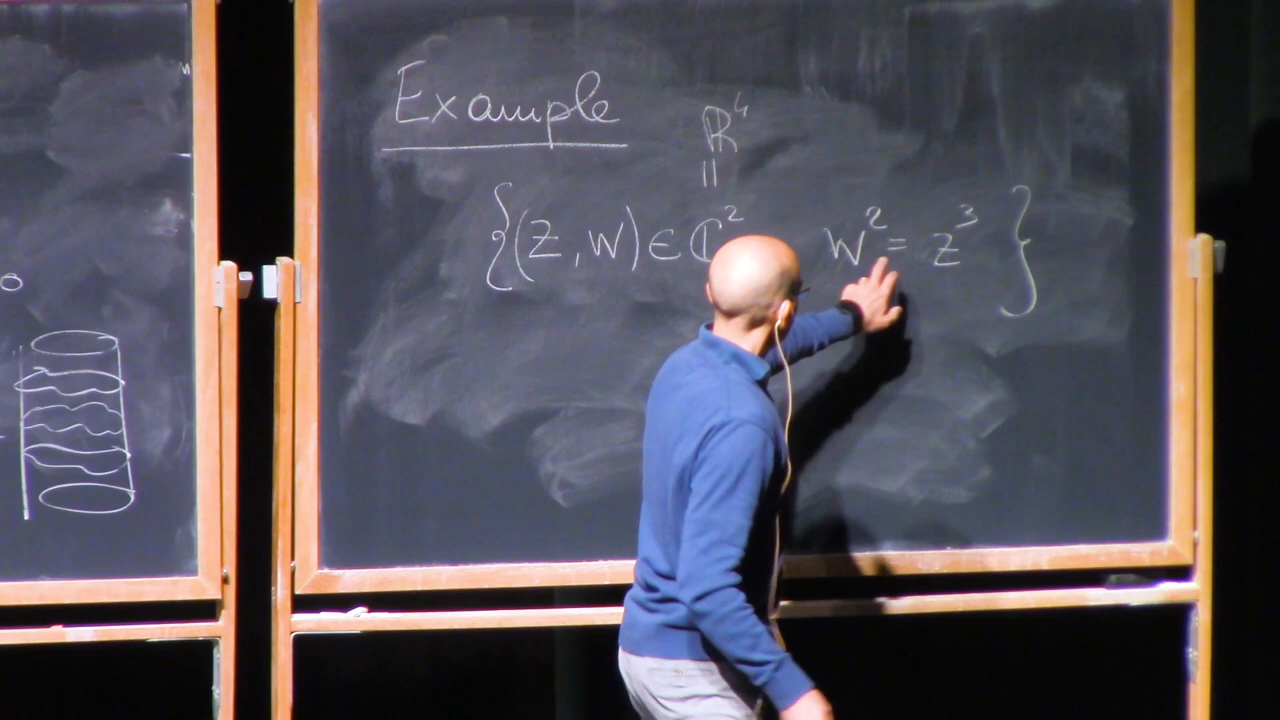 Example
ℝ⁴
||
{(z, w) ∈ ℂ² w² = z³ }
o